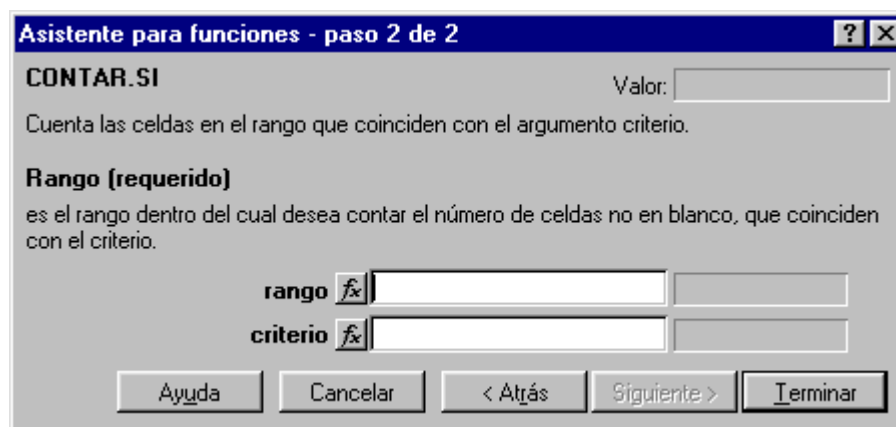 Asistente para funciones - paso 2 de 2
CONTAR.SI
Valor:
Cuenta las celdas en el rango que coinciden con el argumento criterio.
Rango (requerido)
es el rango dentro del cual desea contar el número de celdas no en blanco, que coinciden
con el criterio.
rango fx
criterio fx
Ayuda Cancelar < Atrás Siguiente > Terminar